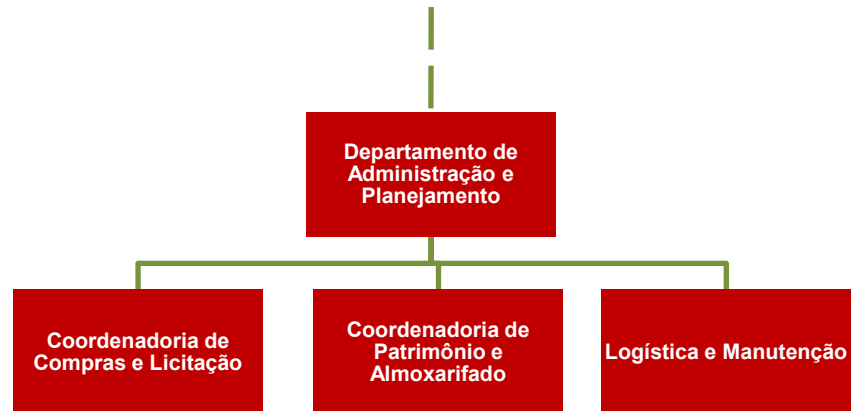 Departamento de
Administração e
Planejamento
Coordenadoria de
Compras e Licitação
Coordenadoria de
Patrimônio e
Almoxarifado
Logística e Manutenção